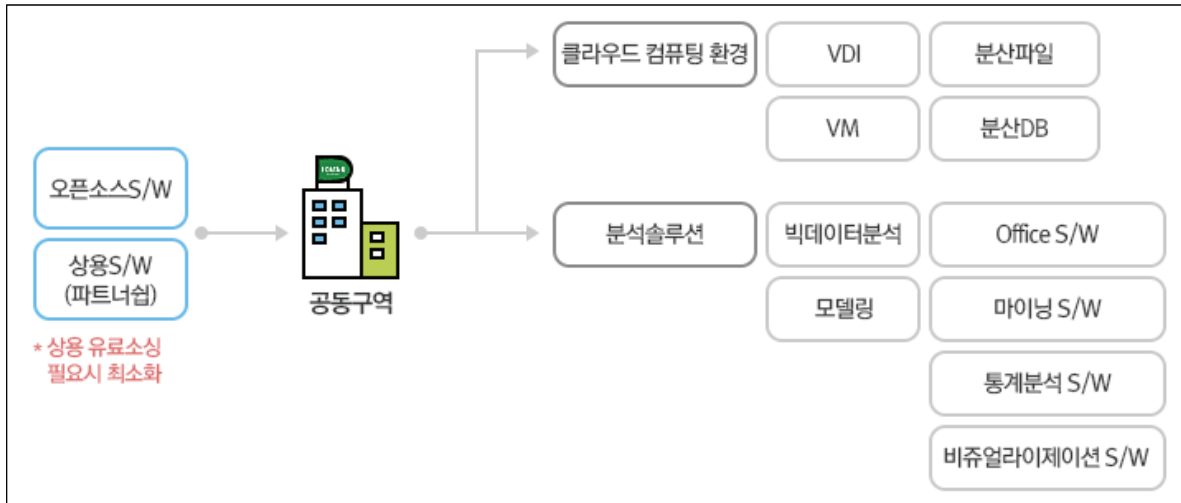 클라우드 컴퓨팅 환경
VDI
분산파일
VM
분산DB
오픈소스S/W
상용S/W
(파트너쉽)
* 상용 유료소싱
필요시 최소화
공동구역
분석솔루션
빅데이터분석
Office S/W
모델링
마이닝 S/W
통계분석 S/W
비쥬얼라이제이션 S/W